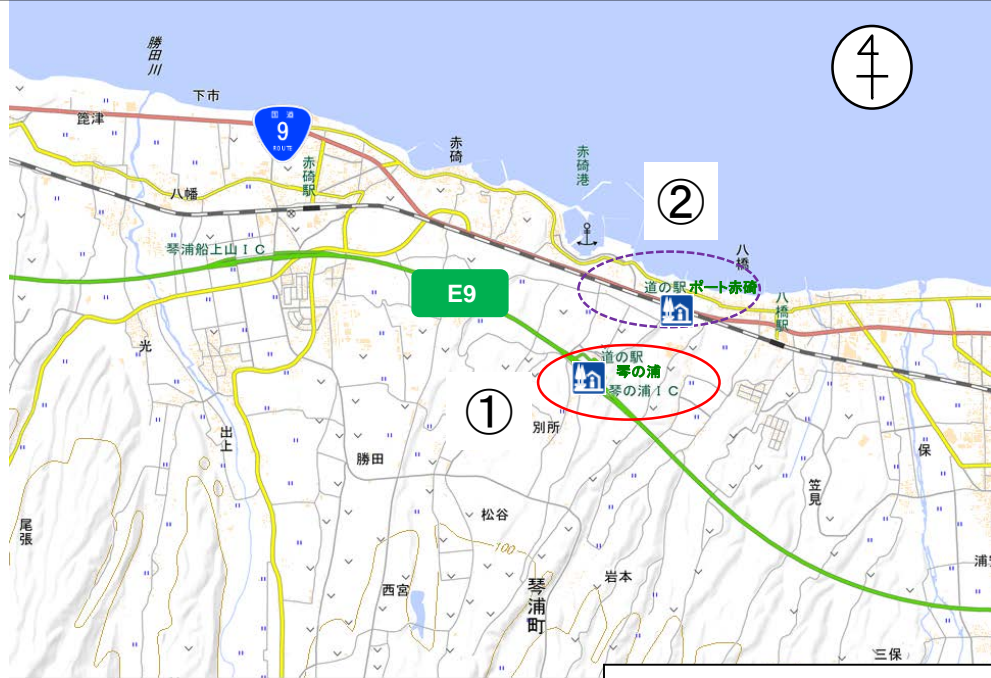 勝田川
下市
箆津
国道
9
ROUTE
赤碕
赤碕駅
赤碕港
八幡
②
八橋
琴浦船上山IC
E9
道の駅 ポート赤碕
八橋駅
光
道の駅
琴の浦
琴の浦IC
①
別所
出上
勝田
保
笠見
尾張
松谷
100
浦安
西宮
琴浦町
岩本
三保